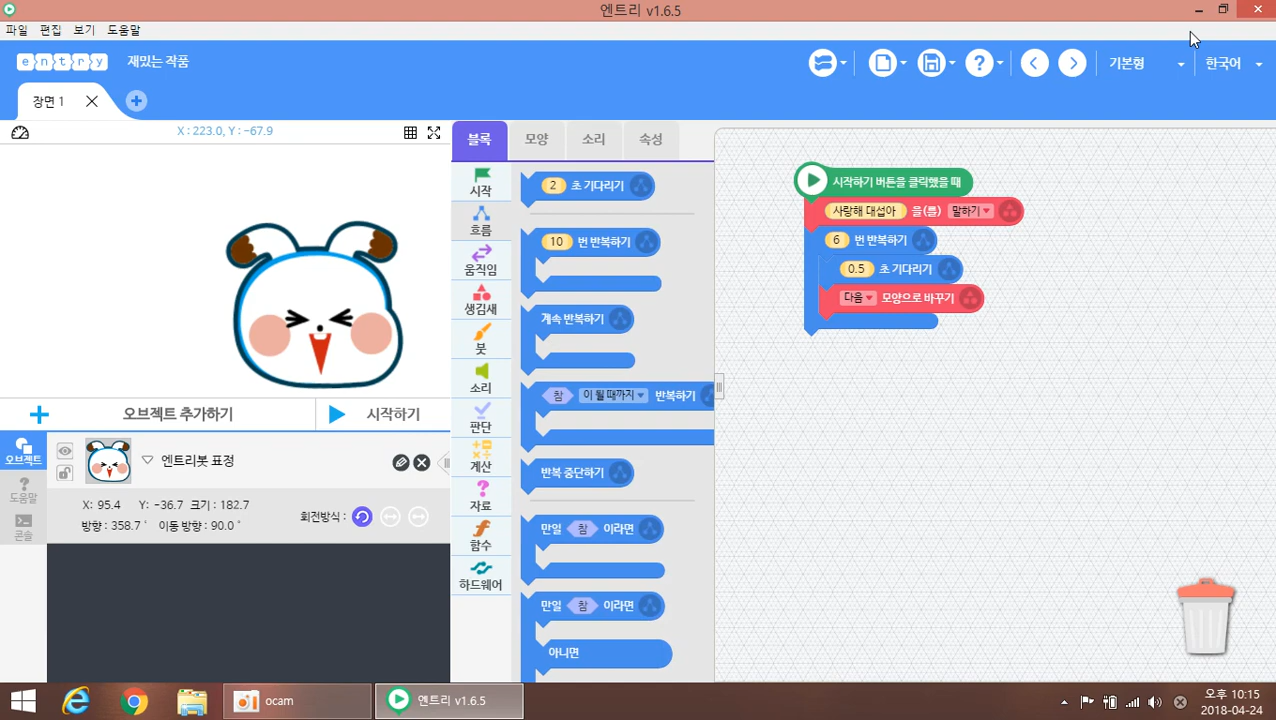 엔트리 v1.6.5
파일 편집 보기 도움말
entry 재밌는 작품
기본형 한국어
장면 1
X : 223.0, Y : -67.9
블록 모양 소리 속성
시작
흐름
움직임
생김새
붓
소리
판단
계산
자료
함수
하드웨어
2 초 기다리기
10 번 반복하기
계속 반복하기
참 이 될 때까지 반복하기
반복 중단하기
만일 참 이라면
만일 참 이라면
아니면
시작하기 버튼을 클릭했을 때
사랑해 대섭아 을(를) 말하기
6 번 반복하기
0.5 초 기다리기
다음 모양으로 바꾸기
오브젝트 추가하기 시작하기
오브젝트
도움말
콘솔
엔트리봇 표정
X: 95.4 Y: -36.7 크기 : 182.7
방향 : 358.7 ˚ 이동 방향 : 90.0 ˚
회전방식 :
ocam
엔트리 v1.6.5
오후 10:15
2018-04-24